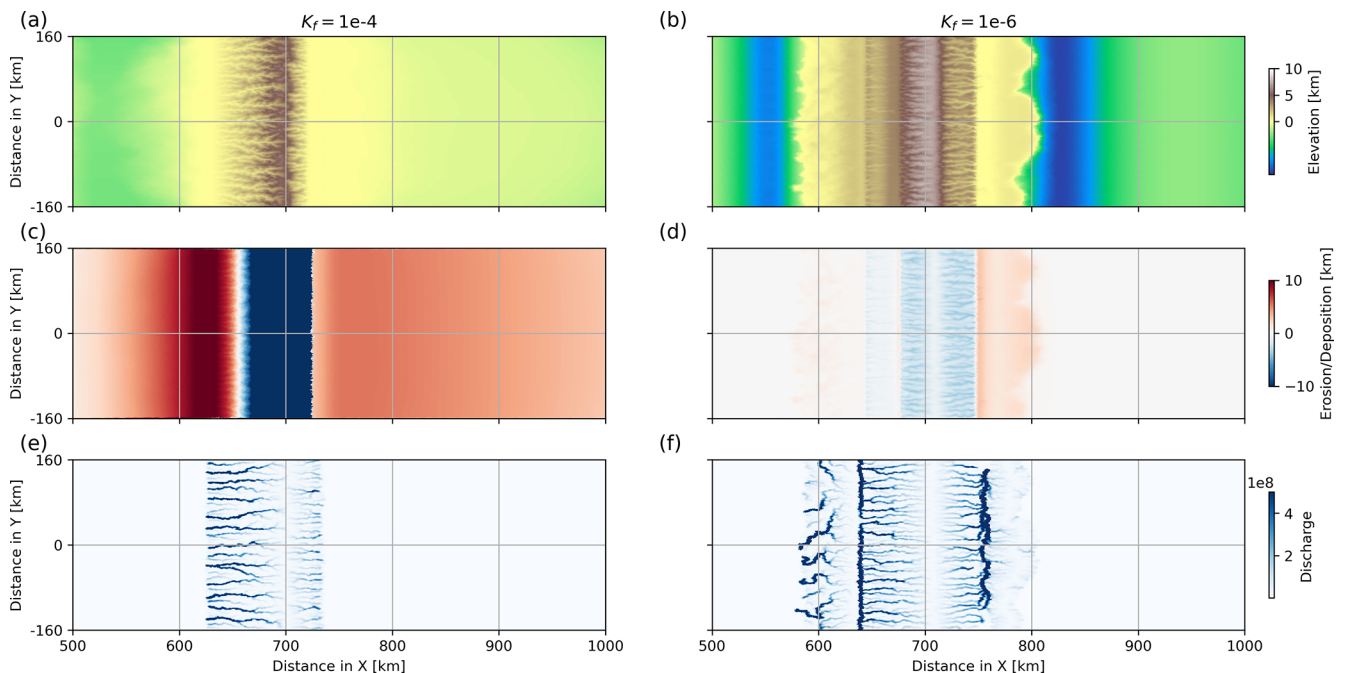 (a)
K_f = 1e-4
(b)
K_f = 1e-6
160
0
-160
Distance in Y [km]
10
5
0
Elevation [km]
(c)
(d)
160
0
-160
Distance in Y [km]
10
0
−10
Erosion/Deposition [km]
(e)
(f)
160
0
-160
Distance in Y [km]
1e8
4
2
Discharge
500 600 700 800 900 1000
500 600 700 800 900 1000
Distance in X [km]
Distance in X [km]